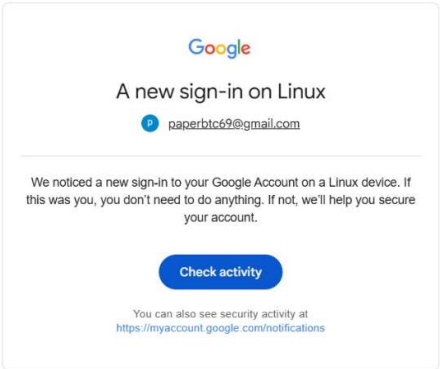 Google
A new sign-in on Linux
P
paperbtc69@gmail.com
We noticed a new sign-in to your Google Account on a Linux device. If
this was you, you don't need to do anything. If not, we'll help you secure
your account.
Check activity
You can also see security activity at
https://myaccount.google.com/notifications